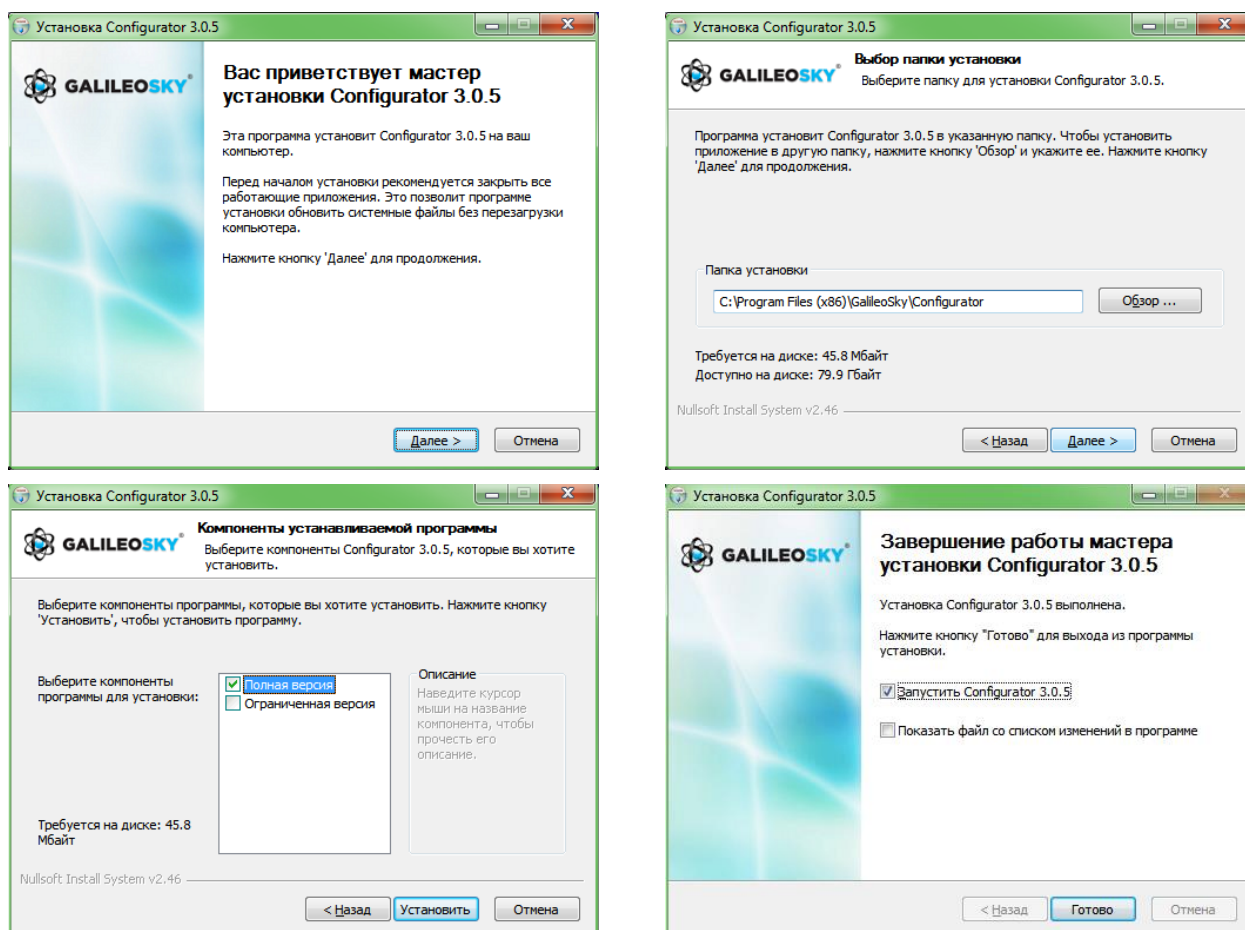 Установка Configurator 3.0.5
GALILEOSKY®
Вас приветствует мастер
установки Configurator 3.0.5
Эта программа установит Configurator 3.0.5 на ваш
компьютер.
Перед началом установки рекомендуется закрыть все
работающие приложения. Это позволит программе
установки обновить системные файлы без перезагрузки
компьютера.
Нажмите кнопку 'Далее' для продолжения.
Далее >
Отмена
Установка Configurator 3.0.5
GALILEOSKY®
Выбор папки установки
Выберите папку для установки Configurator 3.0.5.
Программа установит Configurator 3.0.5 в указанную папку. Чтобы установить
приложение в другую папку, нажмите кнопку 'Обзор' и укажите ее. Нажмите кнопку
'Далее' для продолжения.
Папка установки
C:\Program Files (x86)\GalileoSky\Configurator
Обзор ...
Требуется на диске: 45.8 Мбайт
Доступно на диске: 79.9 Гбайт
Nullsoft Install System v2.46
< Назад
Далее >
Отмена
Установка Configurator 3.0.5
GALILEOSKY®
Компоненты устанавливаемой программы
Выберите компоненты Configurator 3.0.5, которые вы хотите
установить.
Выберите компоненты программы, которые вы хотите установить. Нажмите кнопку
'Установить', чтобы установить программу.
Выберите компоненты
программы для установки:
Полная версия
Ограниченная версия
Описание
Наведите курсор
мыши на название
компонента, чтобы
прочесть его
описание.
Требуется на диске: 45.8
Мбайт
Nullsoft Install System v2.46
< Назад
Установить
Отмена
Установка Configurator 3.0.5
GALILEOSKY®
Завершение работы мастера
установки Configurator 3.0.5
Установка Configurator 3.0.5 выполнена.
Нажмите кнопку "Готово" для выхода из программы
установки.
Запустить Configurator 3.0.5
Показать файл со списком изменений в программе
< Назад
Готово
Отмена